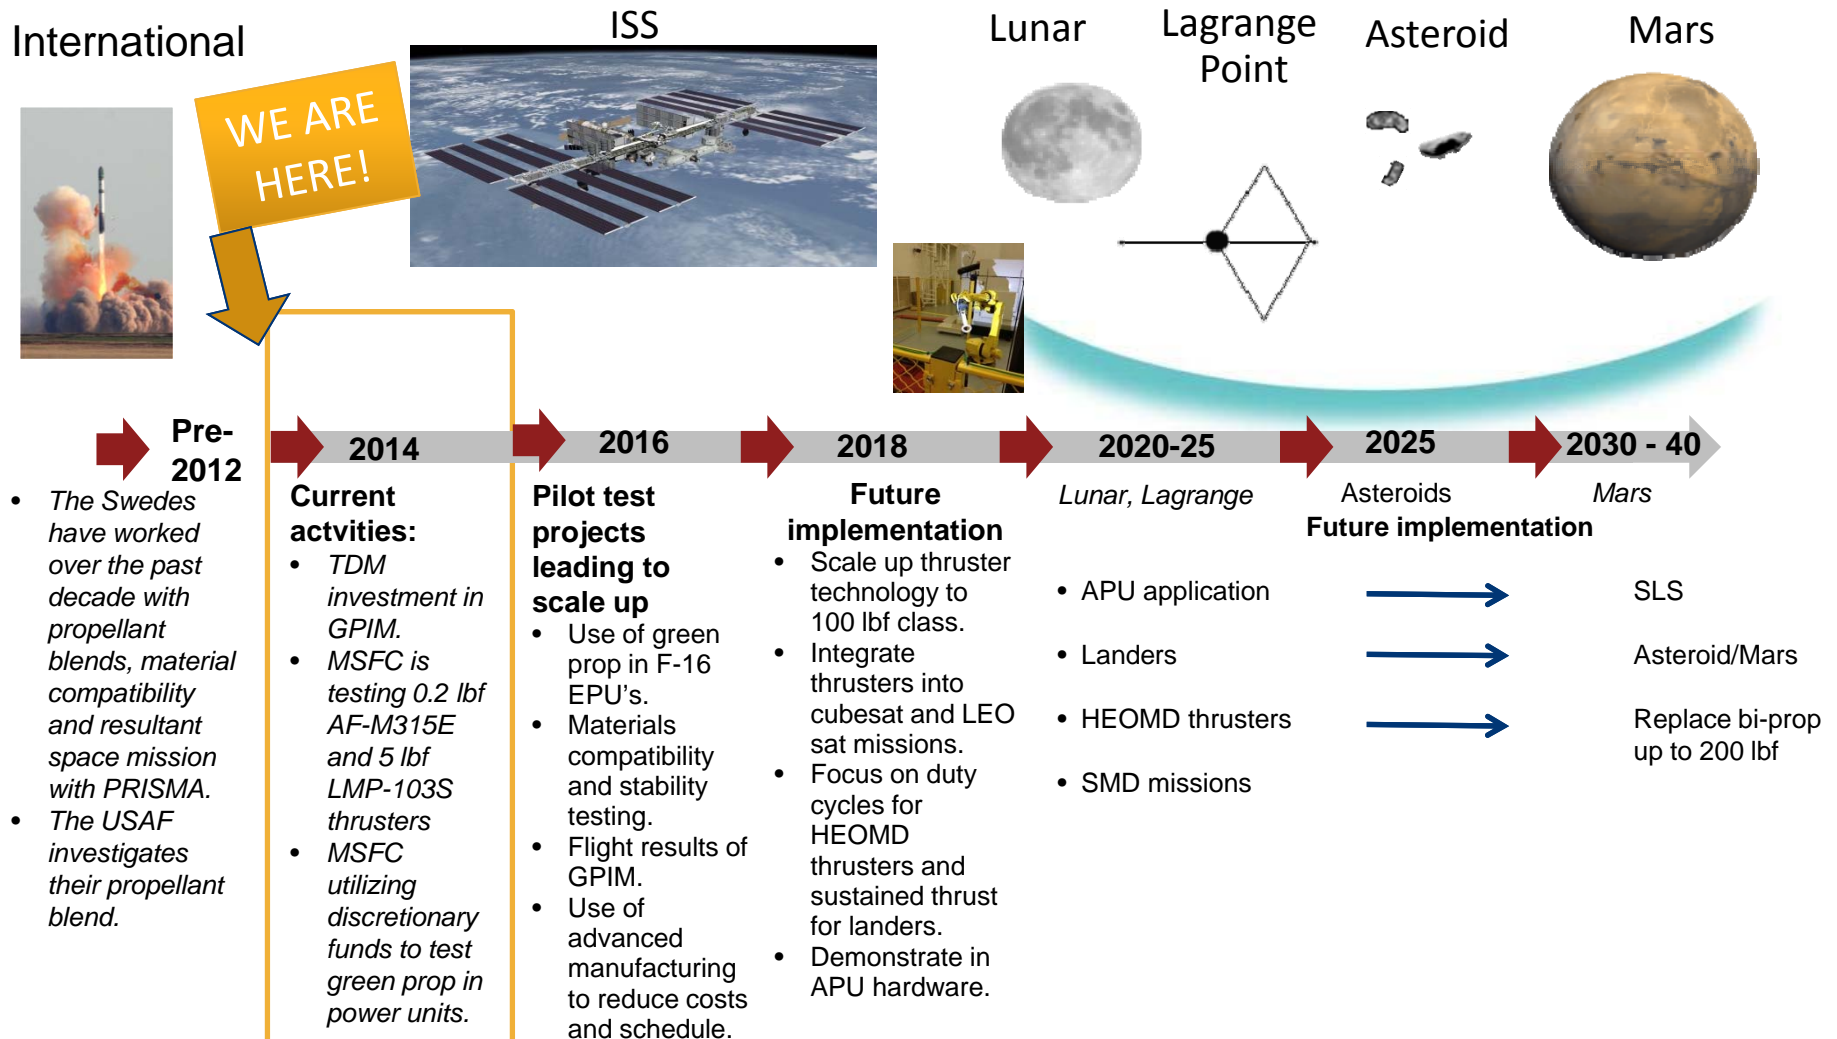 International
ISS
Lunar
Lagrange
Point
Asteroid
Mars
WE ARE
HERE!
Pre-
2012
2014
2016
2018
2020-25
2025
2030 - 40
• The Swedes
have worked
over the past
decade with
propellant
blends, material
compatibility
and resultant
space mission
with PRISMA.
• The USAF
investigates
their propellant
blend.
Current
actvities:
• TDM
investment in
GPIM.
• MSFC is
testing 0.2 lbf
AF-M315E
and 5 lbf
LMP-103S
thrusters
• MSFC
utilizing
discretionary
funds to test
green prop in
power units.
Pilot test
projects
leading to
scale up
• Use of green
prop in F-16
EPU's.
• Materials
compatibility
and stability
testing.
• Flight results of
GPIM.
• Use of
advanced
manufacturing
to reduce costs
and schedule.
Future
implementation
• Scale up thruster
technology to
100 lbf class.
• Integrate
thrusters into
cubesat and LEO
sat missions.
• Focus on duty
cycles for
HEOMD
thrusters and
sustained thrust
for landers.
• Demonstrate in
APU hardware.
Lunar, Lagrange
Asteroids
Mars
Future implementation
• APU application
SLS
• Landers
Asteroid/Mars
• HEOMD thrusters
Replace bi-prop
up to 200 lbf
• SMD missions